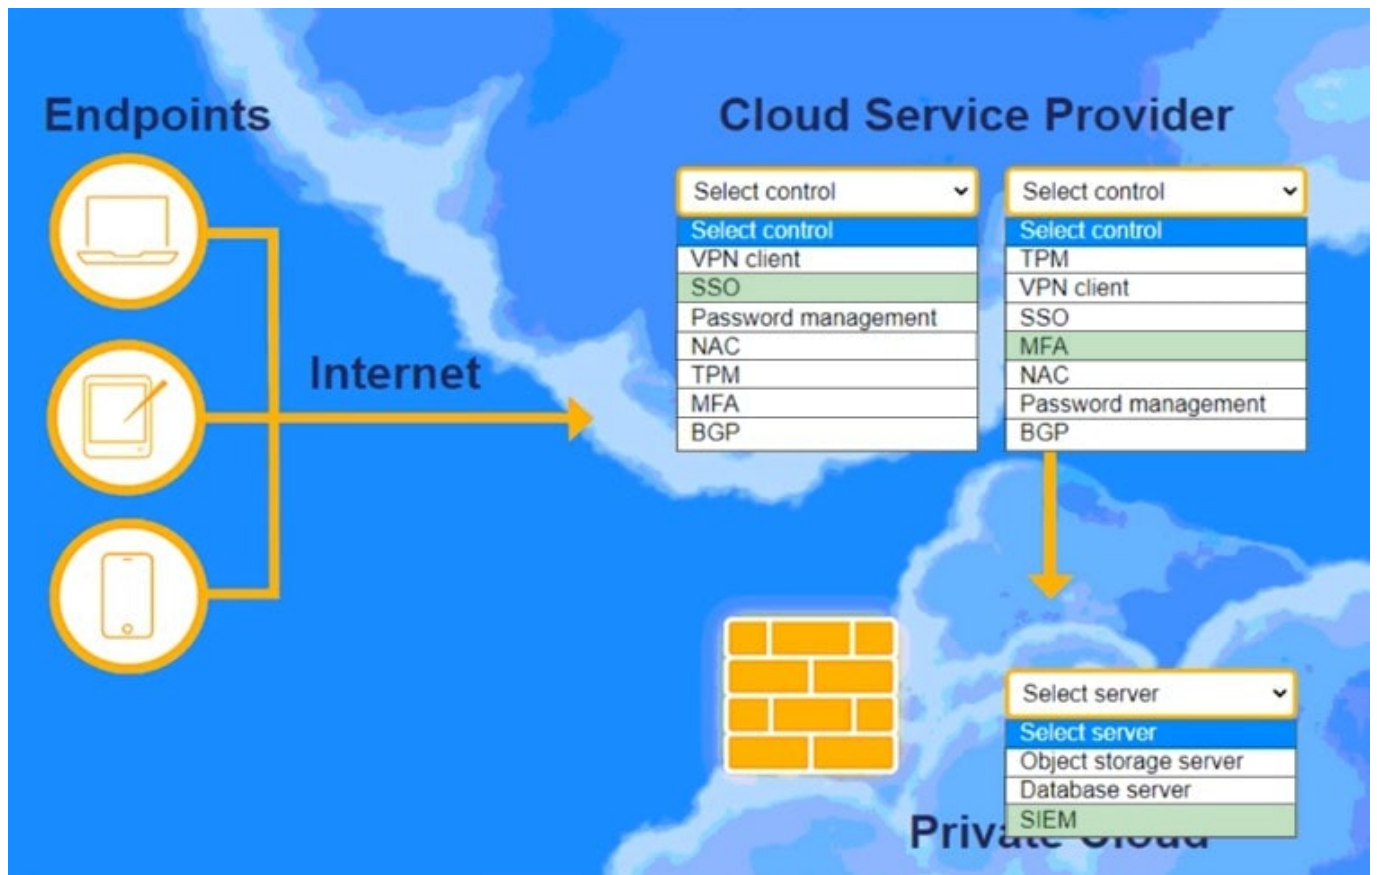 Endpoints
Internet
Cloud Service Provider
Select control
Select control
VPN client
SSO
Password management
NAC
TPM
MFA
BGP
Select control
Select control
TPM
VPN client
SSO
MFA
NAC
Password management
BGP
Select server
Select server
Object storage server
Database server
SIEM
Private Cloud